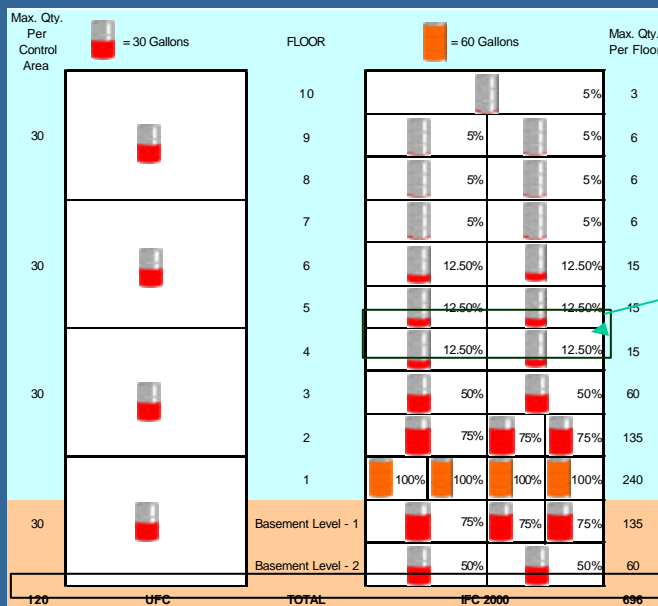 Max. Qty. Per Control Area
= 30 Gallons
FLOOR
= 60 Gallons
Max. Qty. Per Floor
10 5% 3
30 9 5% 5% 6
8 5% 5% 6
7 5% 5% 6
30 6 12.50% 12.50% 15
5 12.50% 12.50% 15
4 12.50% 12.50% 15
30 3 50% 50% 60
2 75% 75% 75% 135
1 100% 100% 100% 100% 240
30 Basement Level - 1 75% 75% 75% 135
Basement Level - 2 50% 50% 60
120 UFC TOTAL IFC 2000 696